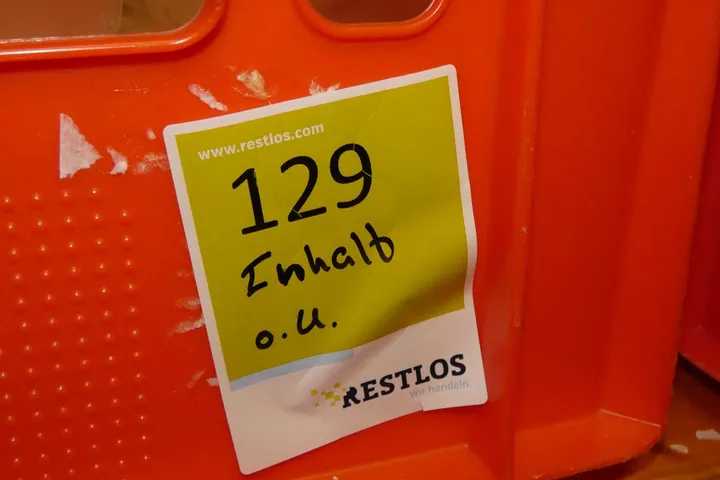 www.restlos.com
129
Inhalt
o.u.
RESTLOS
Wir handeln.